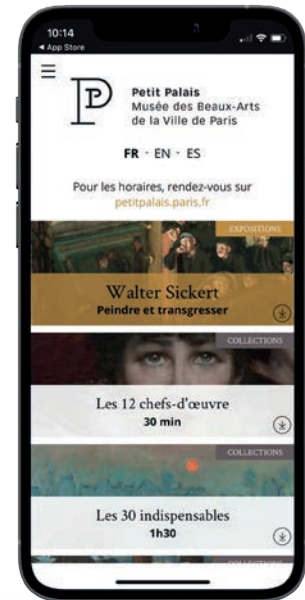 10:14
◀ App Store
Petit Palais
Musée des Beaux-Arts
de la Ville de Paris
FR - EN - ES
Pour les horaires, rendez-vous sur
petitpalais.paris.fr
EXPOSITIONS
Walter Sickert
Peindre et transgresser
COLLECTIONS
Les 12 chefs-d'œuvre
30 min
COLLECTIONS
Les 30 indispensables
1h30
COLLECTIONS